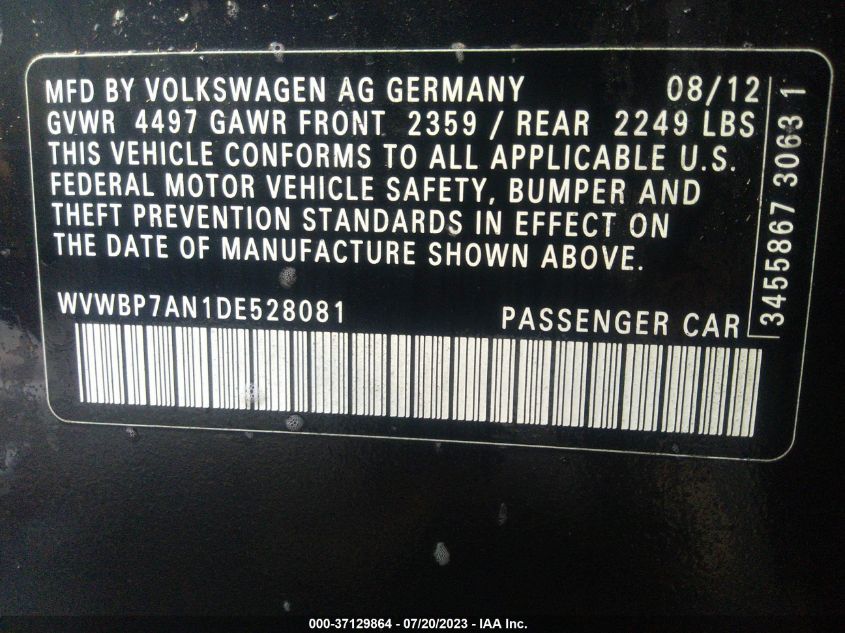 MFD BY VOLKSWAGEN AG GERMANY 08/12
GVWR 4497 GAWR FRONT 2359 / REAR 2249 LBS
THIS VEHICLE CONFORMS TO ALL APPLICABLE U.S.
FEDERAL MOTOR VEHICLE SAFETY, BUMPER AND
THEFT PREVENTION STANDARDS IN EFFECT ON
THE DATE OF MANUFACTURE SHOWN ABOVE.
WVWBP7AN1DE528081 PASSENGER CAR
3455867 3063 1
000-37129864 - 07/20/2023 - IAA Inc.